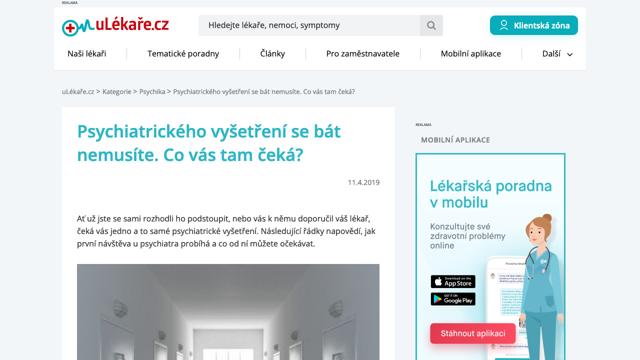 REKLAMA
uLékaře.cz
Hledejte lékaře, nemoci, symptomy
Klientská zóna
Naši lékaři
Tematické poradny
Články
Pro zaměstnavatele
Mobilní aplikace
Další
uLékaře.cz > Kategorie > Psychika > Psychiatrického vyšetření se bát nemusíte. Co vás tam čeká?
Psychiatrického vyšetření se bát
nemusíte. Co vás tam čeká?
11.4.2019
Ať už jste se sami rozhodli ho podstoupit, nebo vás k němu doporučil váš lékař,
čeká vás jedno a to samé psychiatrické vyšetření. Následující řádky napovědí, jak
první návštěva u psychiatra probíhá a co od ní můžete očekávat.
REKLAMA
MOBILNÍ APLIKACE
Lékařská poradna
v mobilu
Konzultujte své
zdravotní problémy
online
Download on the
App Store
GET IT ON
Google Play
Stáhnout aplikaci